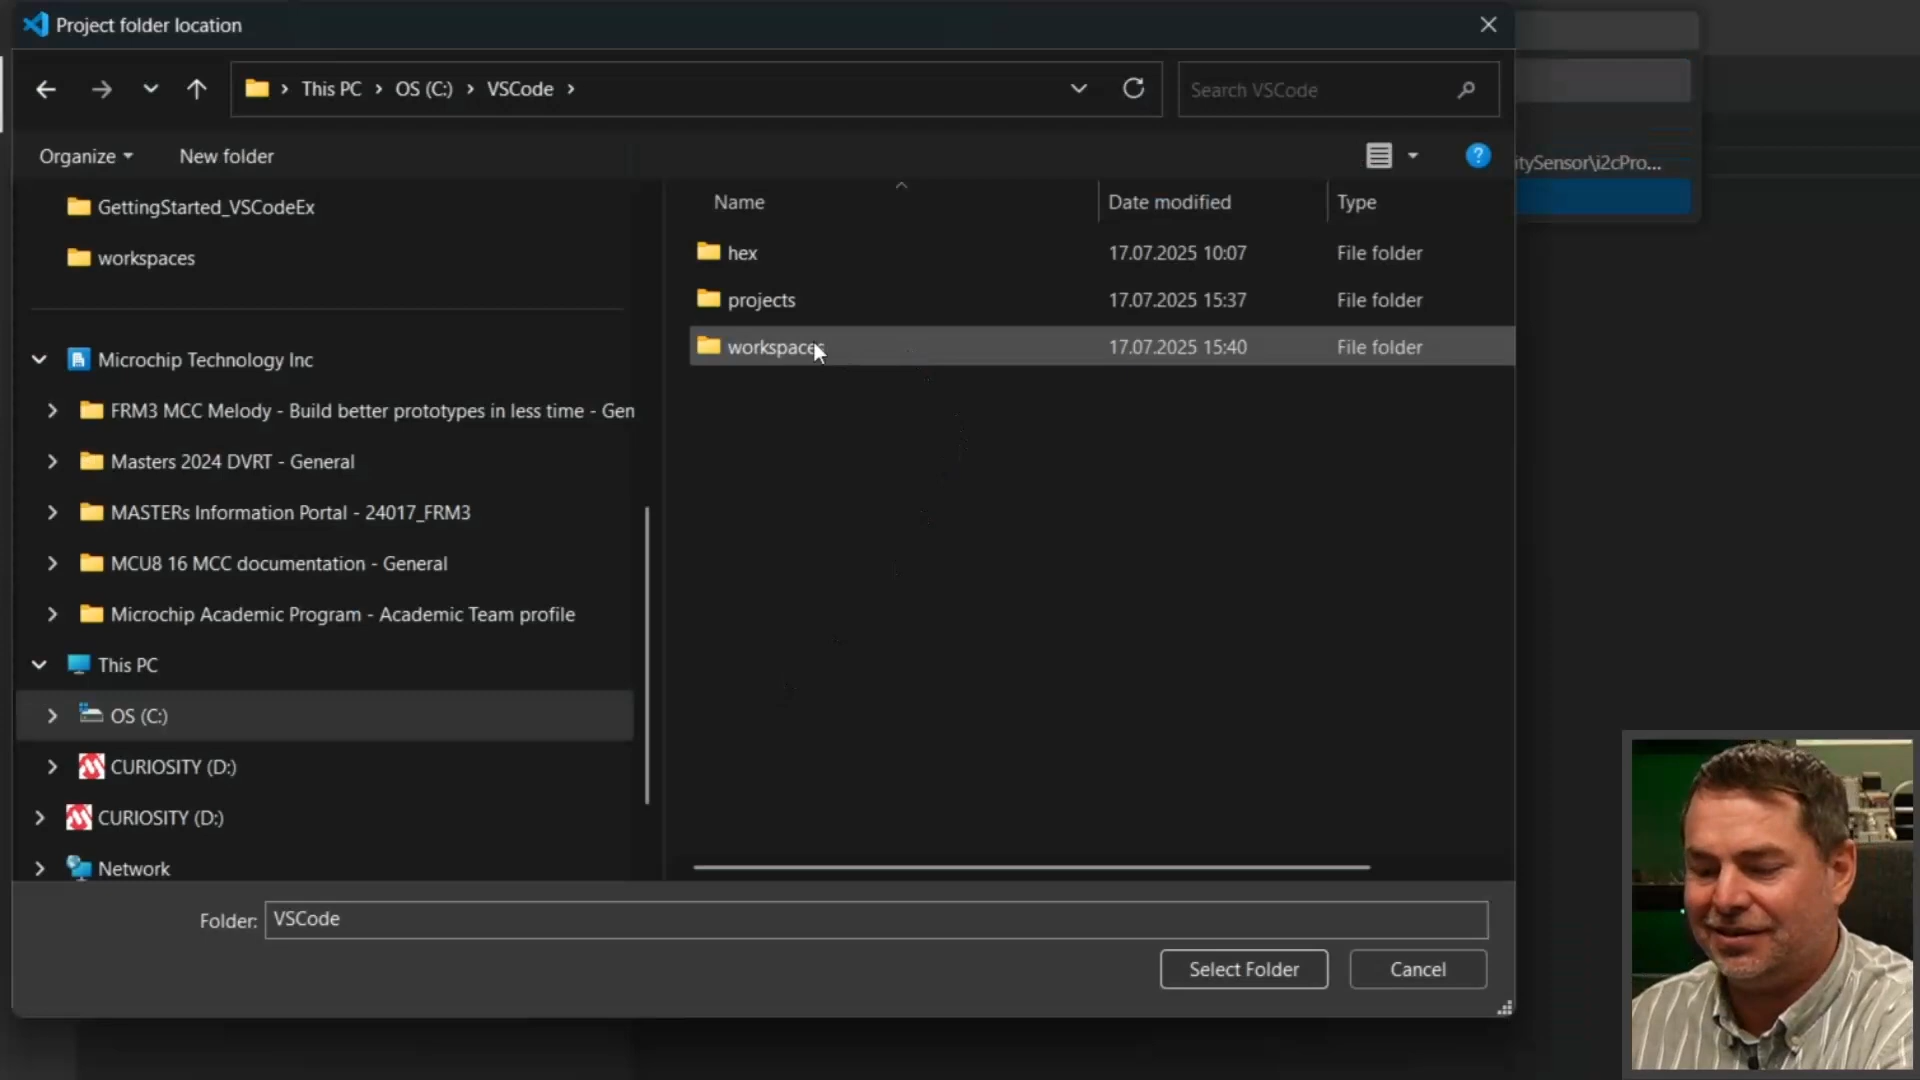 Project folder location
This PC > OS (C:) > VSCode >
Search VSCode
Organize
New folder
itySensor\i2cPro...
GettingStarted_VSCodeEx
workspaces
Microchip Technology Inc
FRM3 MCC Melody - Build better prototypes in less time - Gen
Masters 2024 DVRT - General
MASTERs Information Portal - 24017_FRM3
MCU8 16 MCC documentation - General
Microchip Academic Program - Academic Team profile
This PC
OS (C:)
CURIOSITY (D:)
CURIOSITY (D:)
Network
Name Date modified Type
hex 17.07.2025 10:07 File folder
projects 17.07.2025 15:37 File folder
workspaces 17.07.2025 15:40 File folder
Folder: VSCode
Select Folder
Cancel